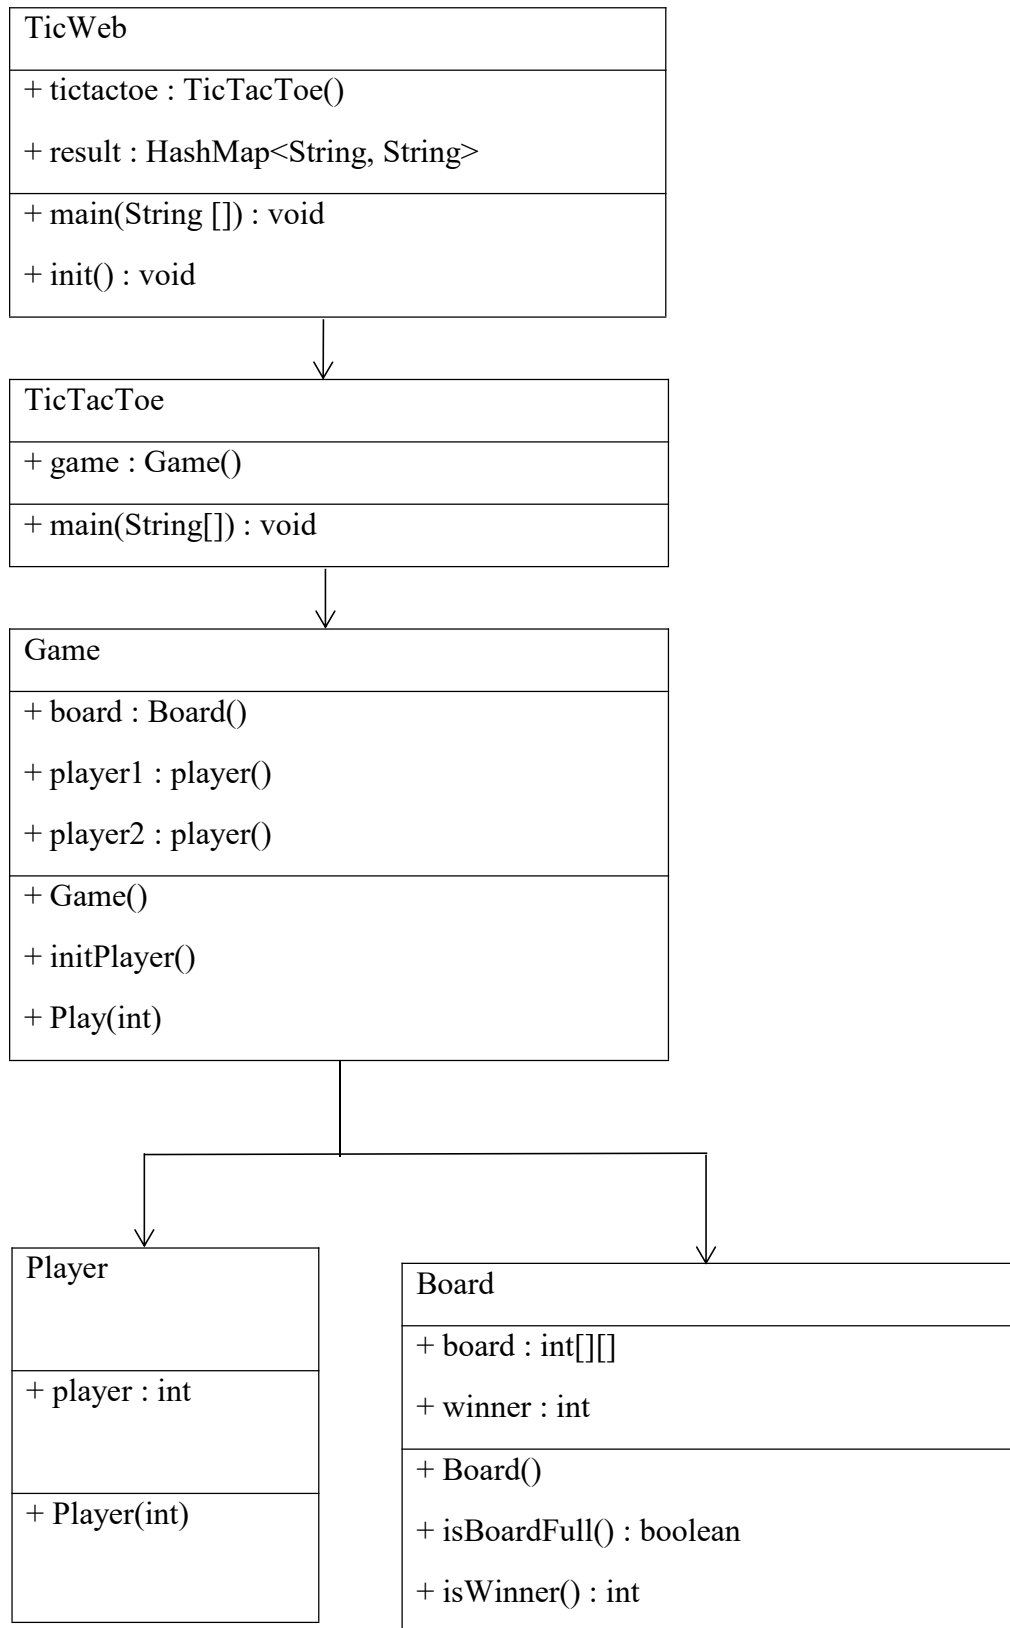 TicWeb
+ tictactoe : TicTacToe()
+ result : HashMap<String, String>
+ main(String []) : void
+ init() : void
TicTacToe
+ game : Game()
+ main(String[]) : void
Game
+ board : Board()
+ player1 : player()
+ player2 : player()
+ Game()
+ initPlayer()
+ Play(int)
Player
+ player : int
+ Player(int)
Board
+ board : int[][]
+ winner : int
+ Board()
+ isBoardFull() : boolean
+ isWinner() : int